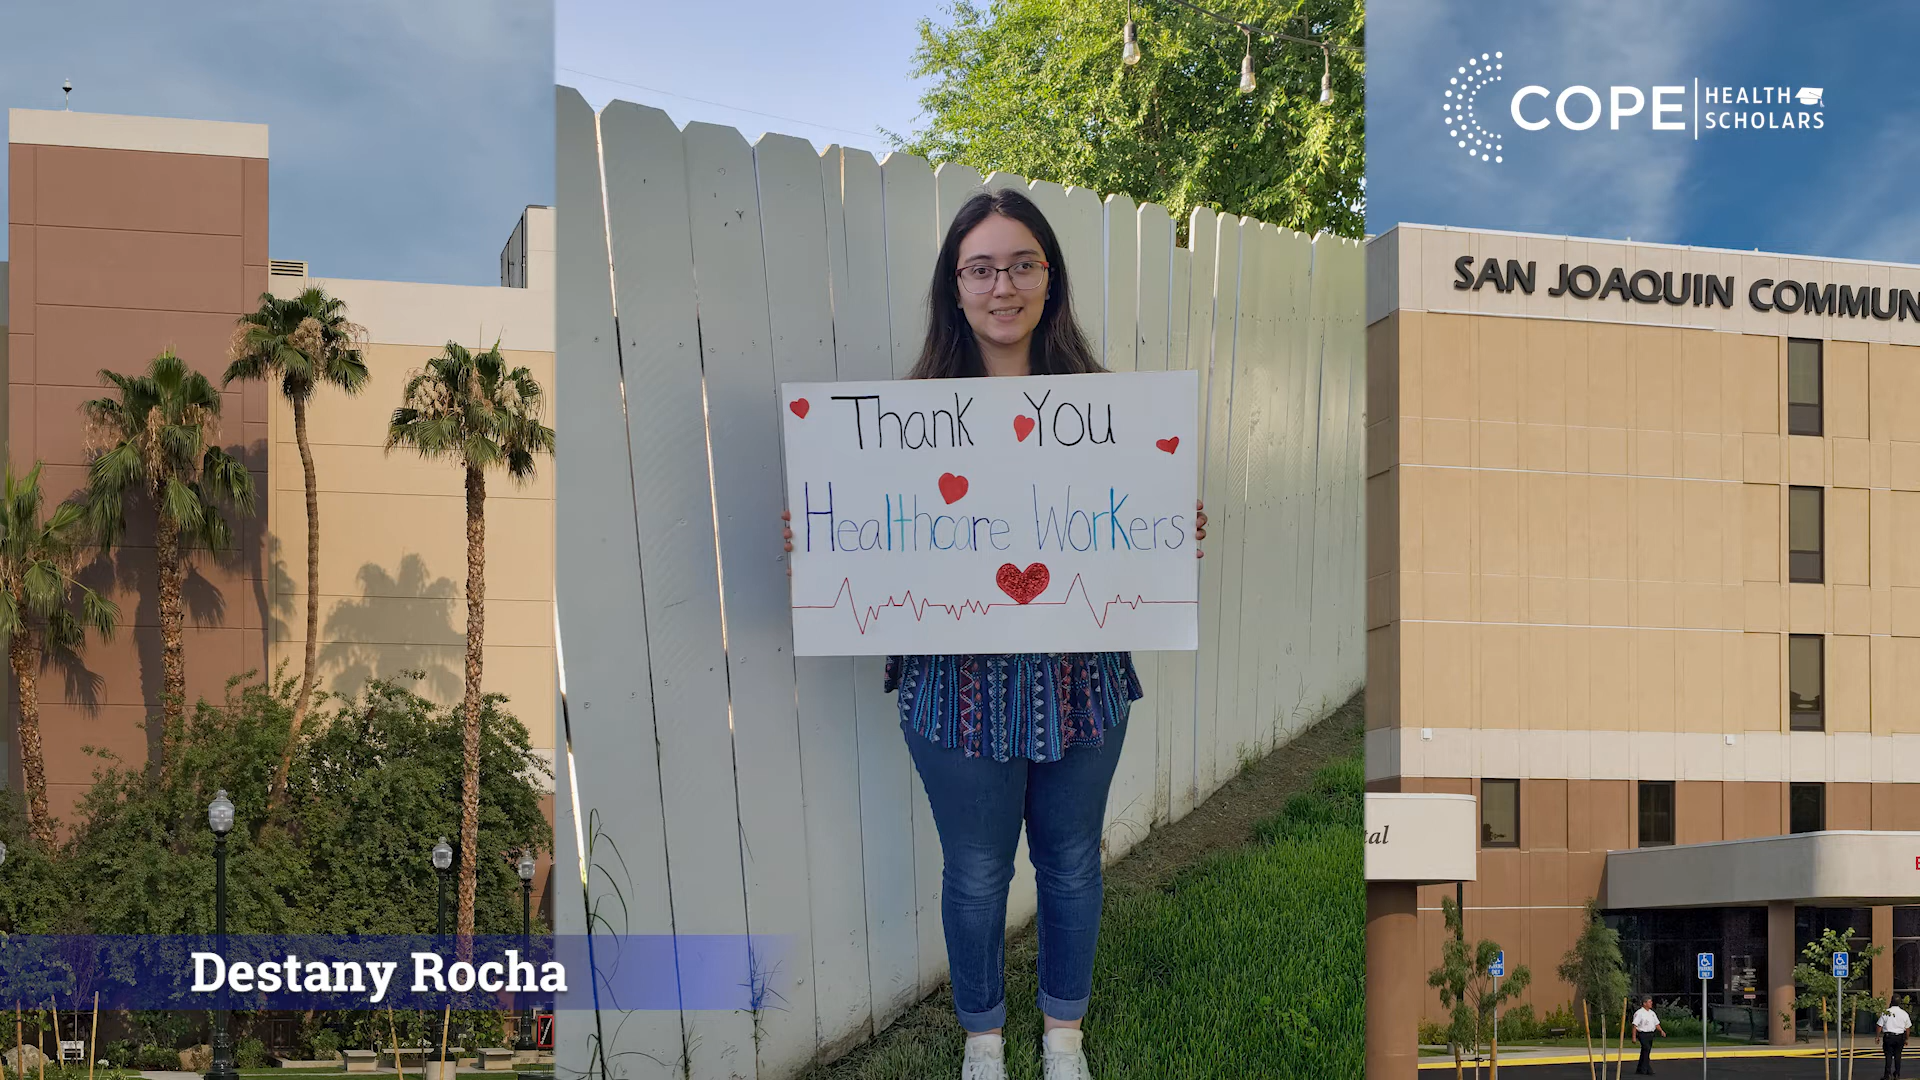 COPE
HEALTH
SCHOLARS
SAN JOAQUIN COMMUN
Thank You
Healthcare Workers
tal
Destany Rocha